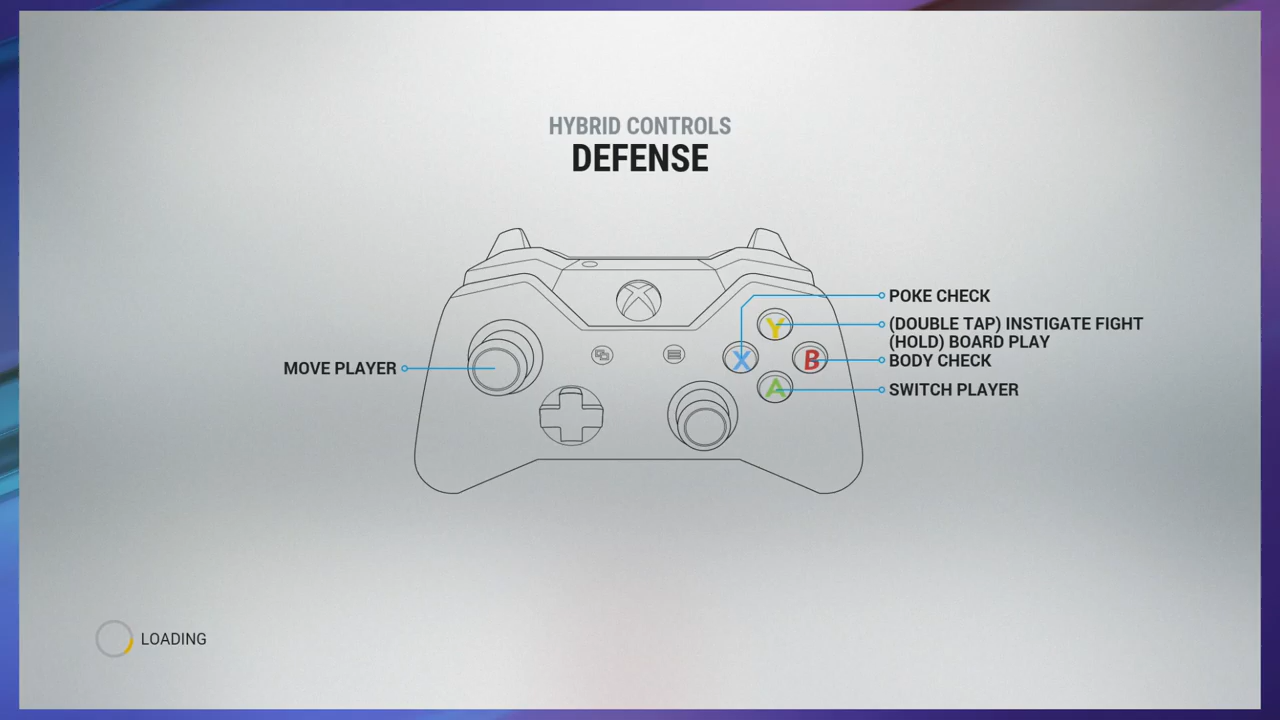 HYBRID CONTROLS
DEFENSE
POKE CHECK
(DOUBLE TAP) INSTIGATE FIGHT
(HOLD) BOARD PLAY
MOVE PLAYER
BODY CHECK
SWITCH PLAYER
Y
X
B
A
LOADING